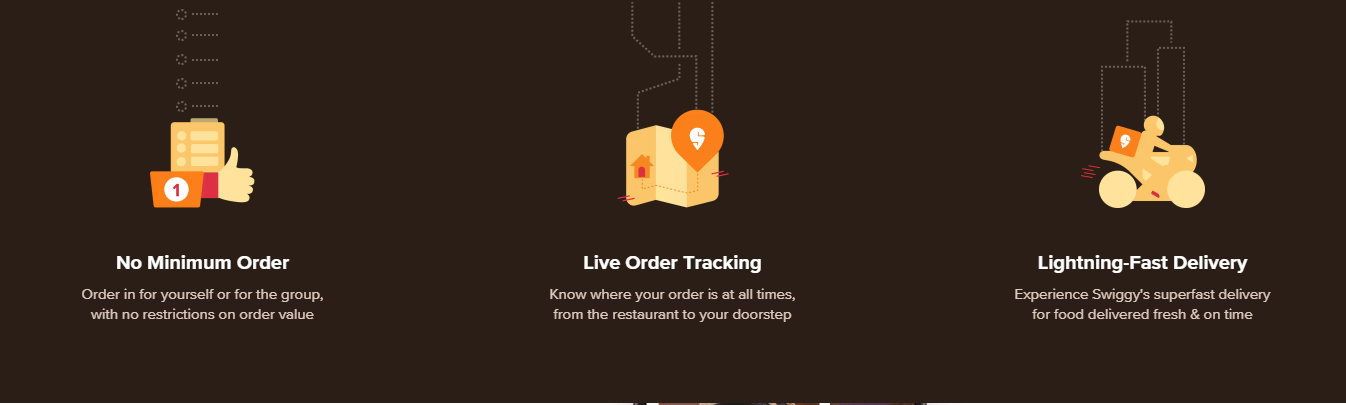 1
No Minimum Order
Order in for yourself or for the group,
with no restrictions on order value
Live Order Tracking
Know where your order is at all times,
from the restaurant to your doorstep
Lightning-Fast Delivery
Experience Swiggy's superfast delivery
for food delivered fresh & on time